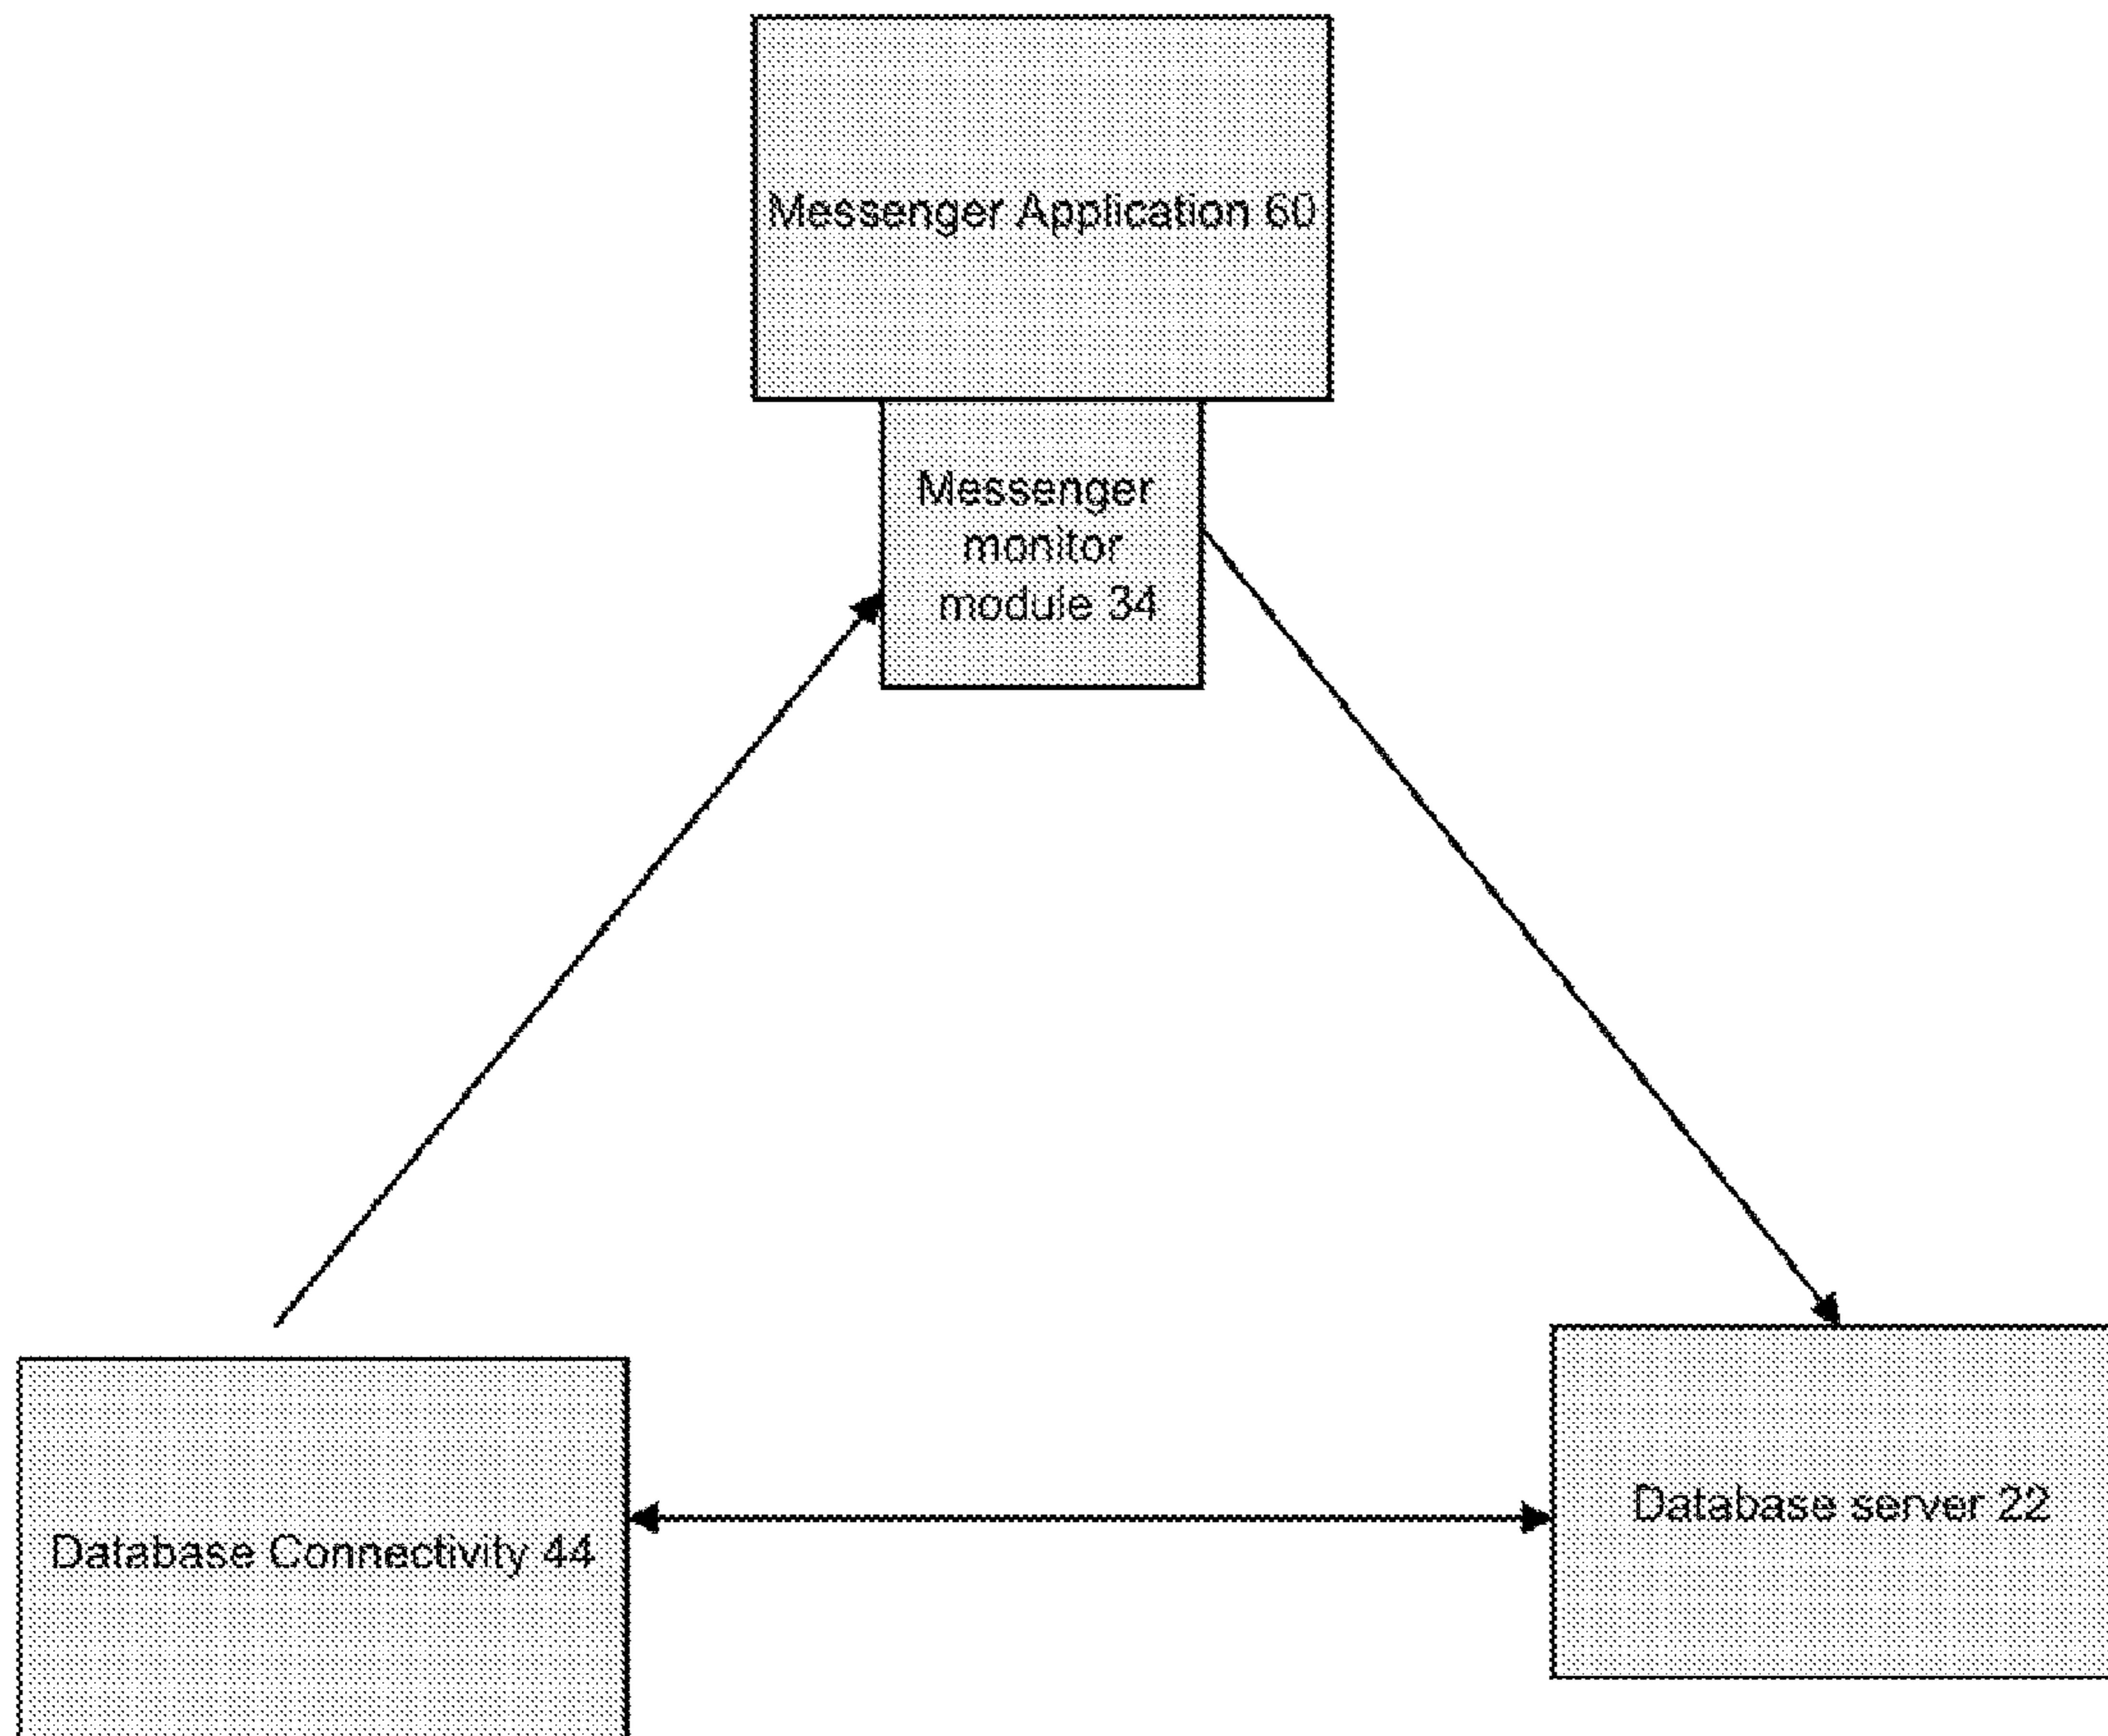 Messenger Application 60
Messenger
monitor
module 34
Database Connectivity 44
Database server 22